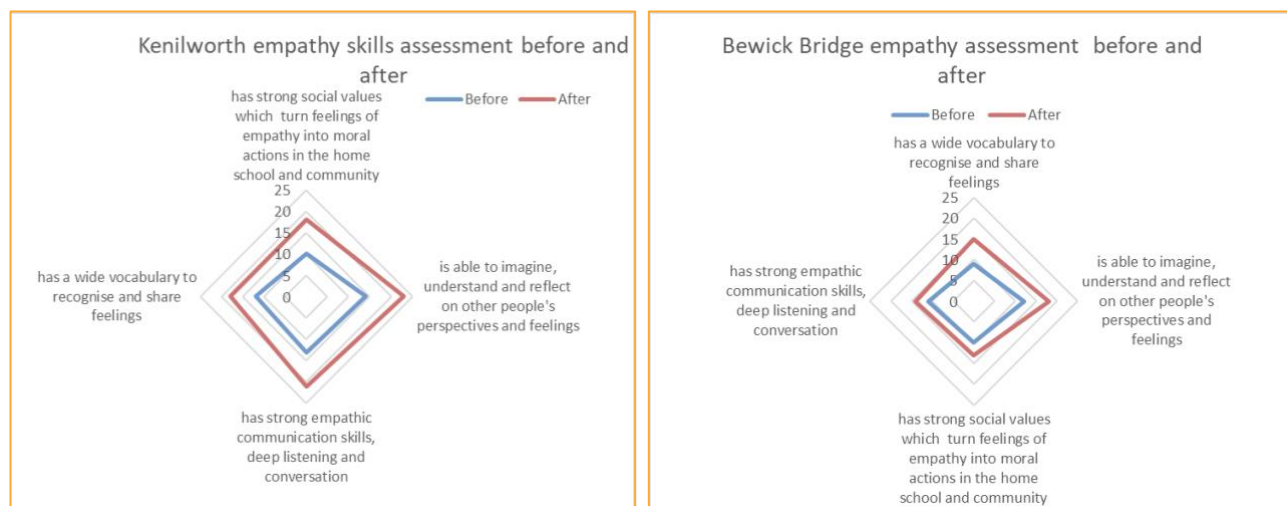 Kenilworth empathy skills assessment before and
after
has strong social values
which turn feelings of
empathy into moral
actions in the home
school and community
Before After
25
20
15
10
5
0
has a wide vocabulary to
recognise and share
feelings
is able to imagine,
understand and reflect
on other people's
perspectives and feelings
has strong empathic
communication skills,
deep listening and
conversation
Bewick Bridge empathy assessment before and
after
Before After
has a wide vocabulary to
recognise and share
feelings
25
20
15
10
5
0
has strong empathic
communication skills,
deep listening and
conversation
is able to imagine,
understand and reflect
on other people's
perspectives and
feelings
has strong social values
which turn feelings of
empathy into moral
actions in the home
school and community